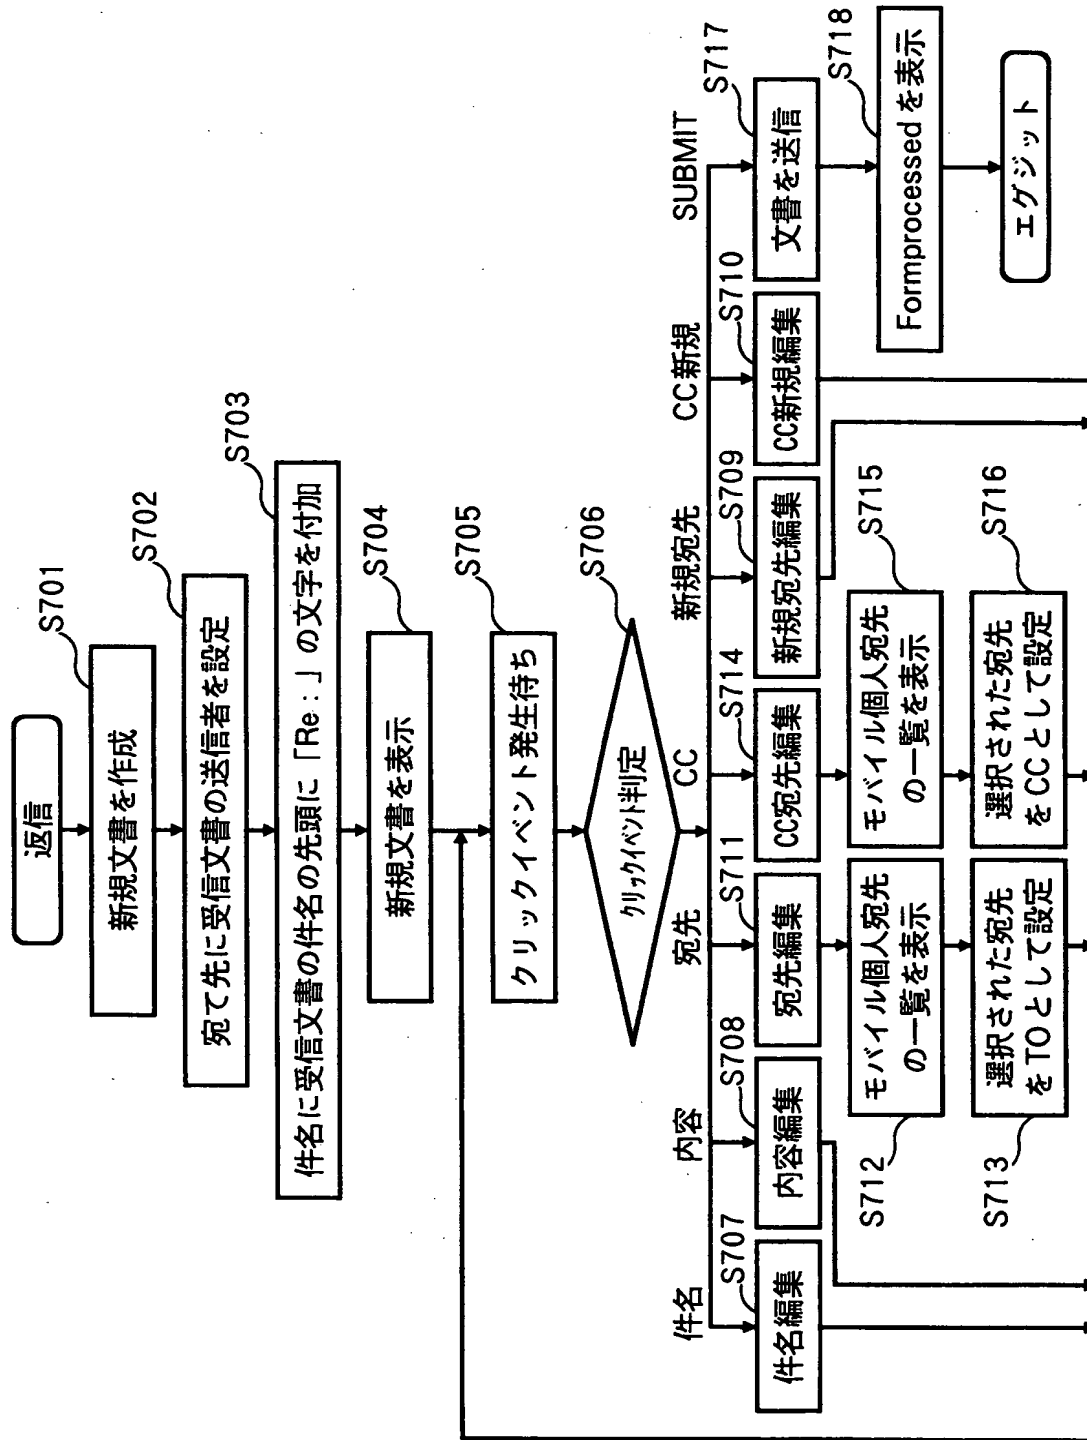 返信
S701
新規文書を作成
S702
宛て先に受信文書の送信者を設定
S703
件名に受信文書の件名の先頭に「Re:」の文字を付加
S704
新規文書を表示
S705
クリックイベント発生待ち
S706
クリックイベント判定
件名
S707
件名編集
内容
S708
内容編集
宛先
S711
宛先編集
S712
モバイル個人宛先
の一覧を表示
S713
選択された宛先
をTOとして設定
CC
S714
CC宛先編集
S715
モバイル個人宛先
の一覧を表示
S716
選択された宛先
をCCとして設定
新規宛先
S709
新規宛先編集
CC新規
S710
CC新規編集
SUBMIT
S717
文書を送信
S718
Formprocessedを表示
エグジット